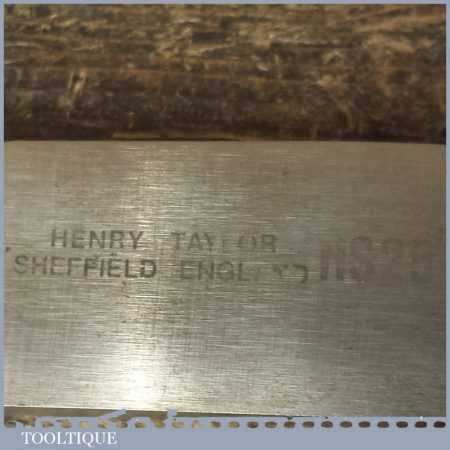 HENRY TAYLOR
SHEFFIELD ENGLAND
TOOLTIQUE